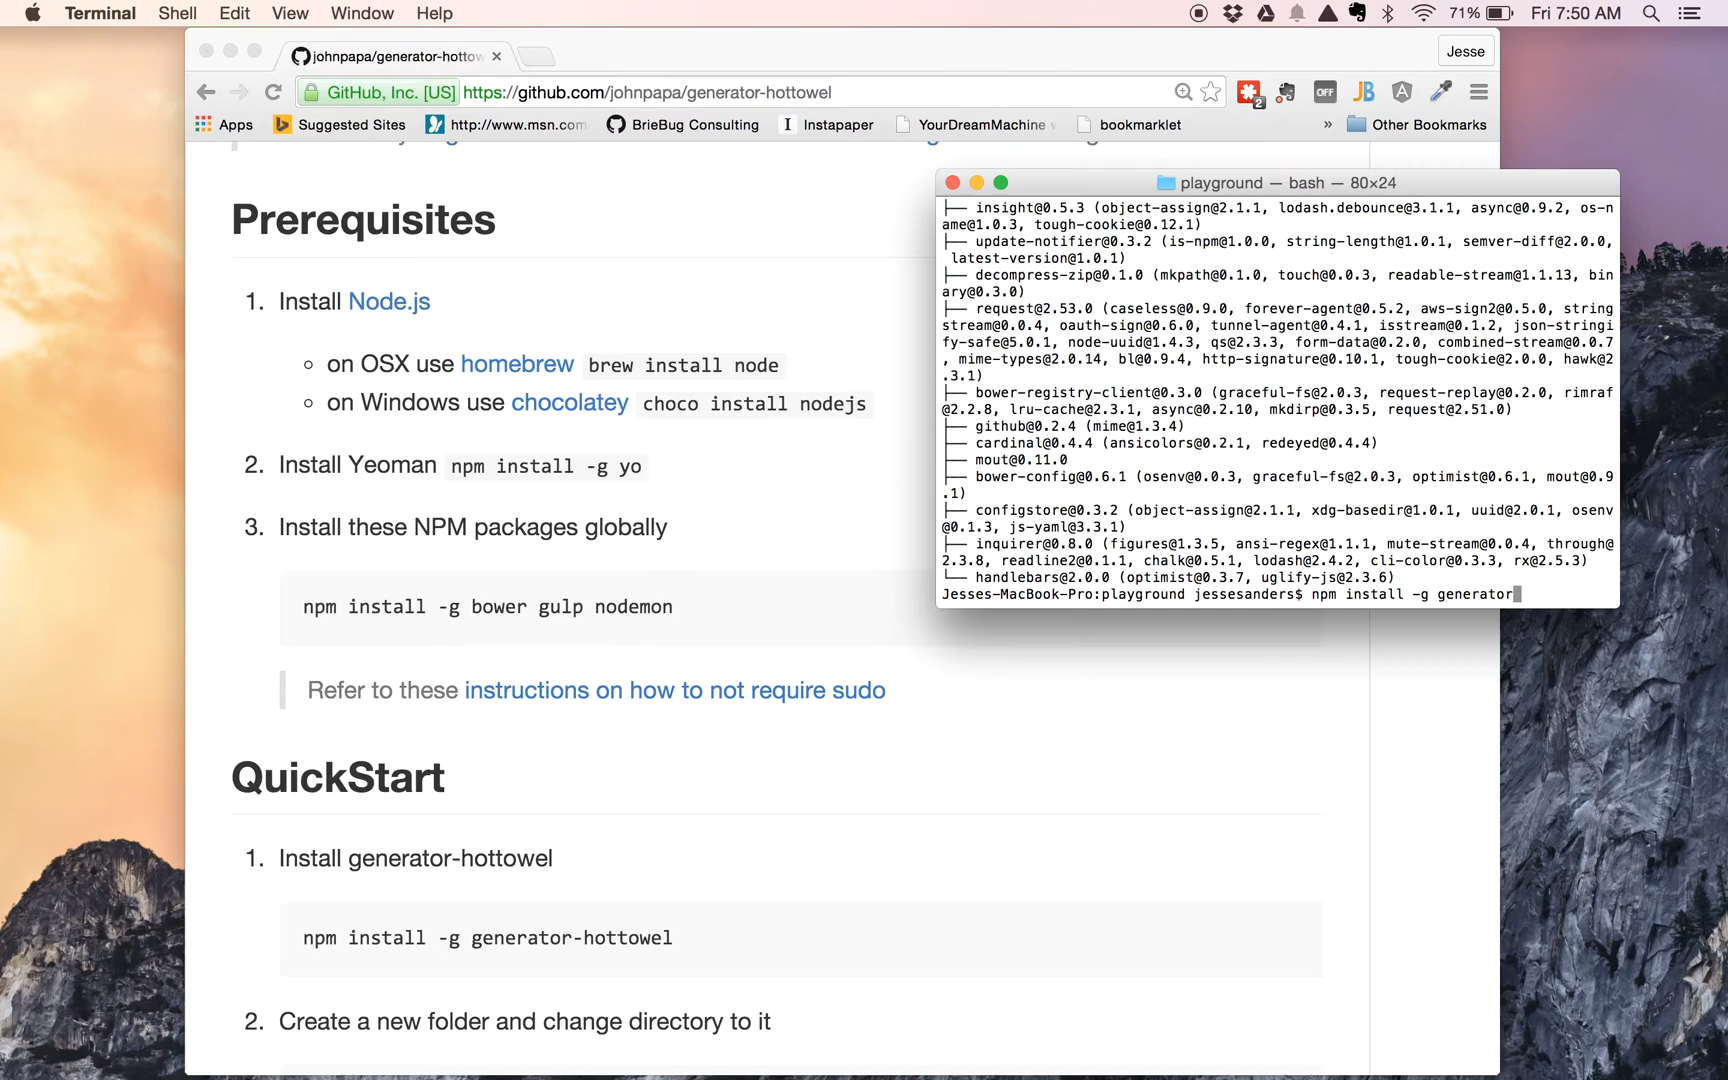 Terminal Shell Edit View Window Help 71% Fri 7:50 AM
johnpapa/generator-hottow
Jesse
GitHub, Inc. [US] https://github.com/johnpapa/generator-hottowel
2 OFF JB A
Apps Suggested Sites http://www.msn.com BrieBug Consulting Instapaper YourDreamMachine bookmarklet » Other Bookmarks
Prerequisites
1. Install Node.js
on OSX use homebrew brew install node
on Windows use chocolatey choco install nodejs
2. Install Yeoman npm install -g yo
3. Install these NPM packages globally
npm install -g bower gulp nodemon
Refer to these instructions on how to not require sudo
QuickStart
1. Install generator-hottowel
npm install -g generator-hottowel
2. Create a new folder and change directory to it
playground — bash — 80×24
├── insight@0.5.3 (object-assign@2.1.1, lodash.debounce@3.1.1, async@0.9.2, os-n
ame@1.0.3, tough-cookie@0.12.1)
├── update-notifier@0.3.2 (is-npm@1.0.0, string-length@1.0.1, semver-diff@2.0.0,
latest-version@1.0.1)
├── decompress-zip@0.1.0 (mkpath@0.1.0, touch@0.0.3, readable-stream@1.1.13, bin
ary@0.3.0)
├── request@2.53.0 (caseless@0.9.0, forever-agent@0.5.2, aws-sign2@0.5.0, string
stream@0.0.4, oauth-sign@0.6.0, tunnel-agent@0.4.1, isstream@0.1.2, json-stringi
fy-safe@5.0.1, node-uuid@1.4.3, qs@2.3.3, form-data@0.2.0, combined-stream@0.0.7
, mime-types@2.0.14, bl@0.9.4, http-signature@0.10.1, tough-cookie@2.0.0, hawk@2
.3.1)
├── bower-registry-client@0.3.0 (graceful-fs@2.0.3, request-replay@0.2.0, rimraf
@2.2.8, lru-cache@2.3.1, async@0.2.10, mkdirp@0.3.5, request@2.51.0)
├── github@0.2.4 (mime@1.3.4)
├── cardinal@0.4.4 (ansicolors@0.2.1, redeyed@0.4.4)
├── mout@0.11.0
├── bower-config@0.6.1 (osenv@0.0.3, graceful-fs@2.0.3, optimist@0.6.1, mout@0.9
.1)
├── configstore@0.3.2 (object-assign@2.1.1, xdg-basedir@1.0.1, uuid@2.0.1, osenv
@0.1.3, js-yaml@3.3.1)
├── inquirer@0.8.0 (figures@1.3.5, ansi-regex@1.1.1, mute-stream@0.0.4, through@
2.3.8, readline2@0.1.1, chalk@0.5.1, lodash@2.4.2, cli-color@0.3.3, rx@2.5.3)
└── handlebars@2.0.0 (optimist@0.3.7, uglify-js@2.3.6)
Jesses-MacBook-Pro:playground jessesanders$ npm install -g generator